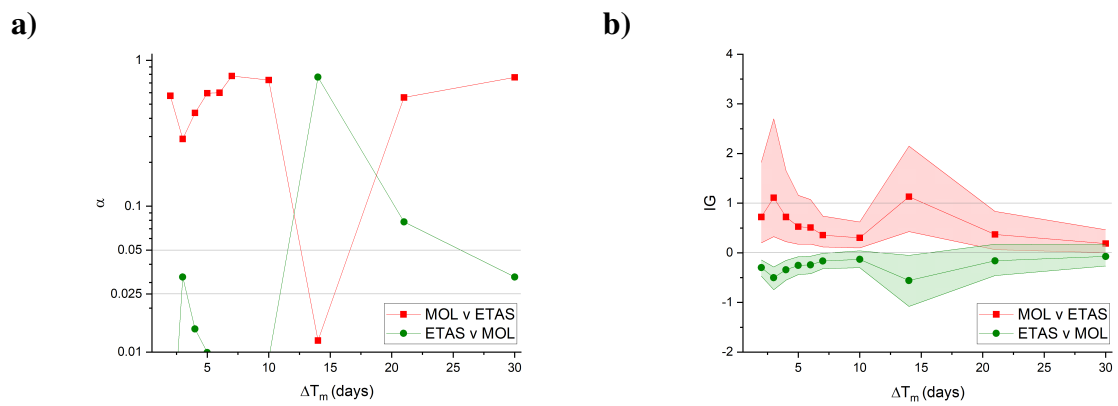 a)
1
0.1
0.05
0.025
0.01
α
5
10
15
20
25
30
ΔTm (days)
MOL v ETAS
ETAS v MOL
b)
4
3
2
1
0
-1
-2
IG
5
10
15
20
25
30
ΔTm (days)
MOL v ETAS
ETAS v MOL